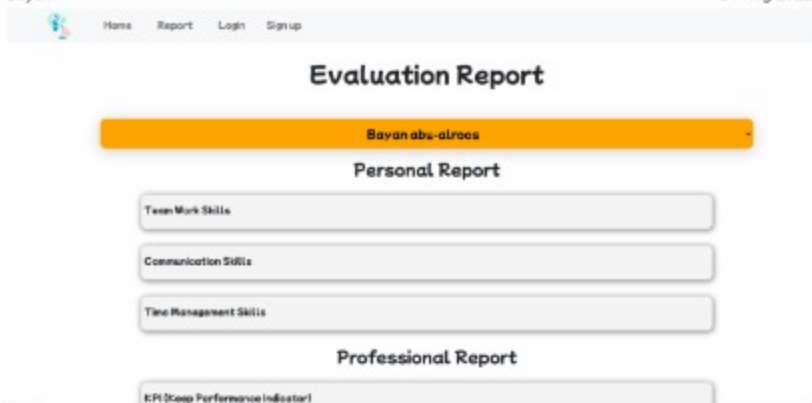 Home Report Login Sign up
Evaluation Report
Bayan abu-alroos
Personal Report
Team Work Skills
Communication Skills
Time Management Skills
Professional Report
KPI (Keep Performance Indicator)